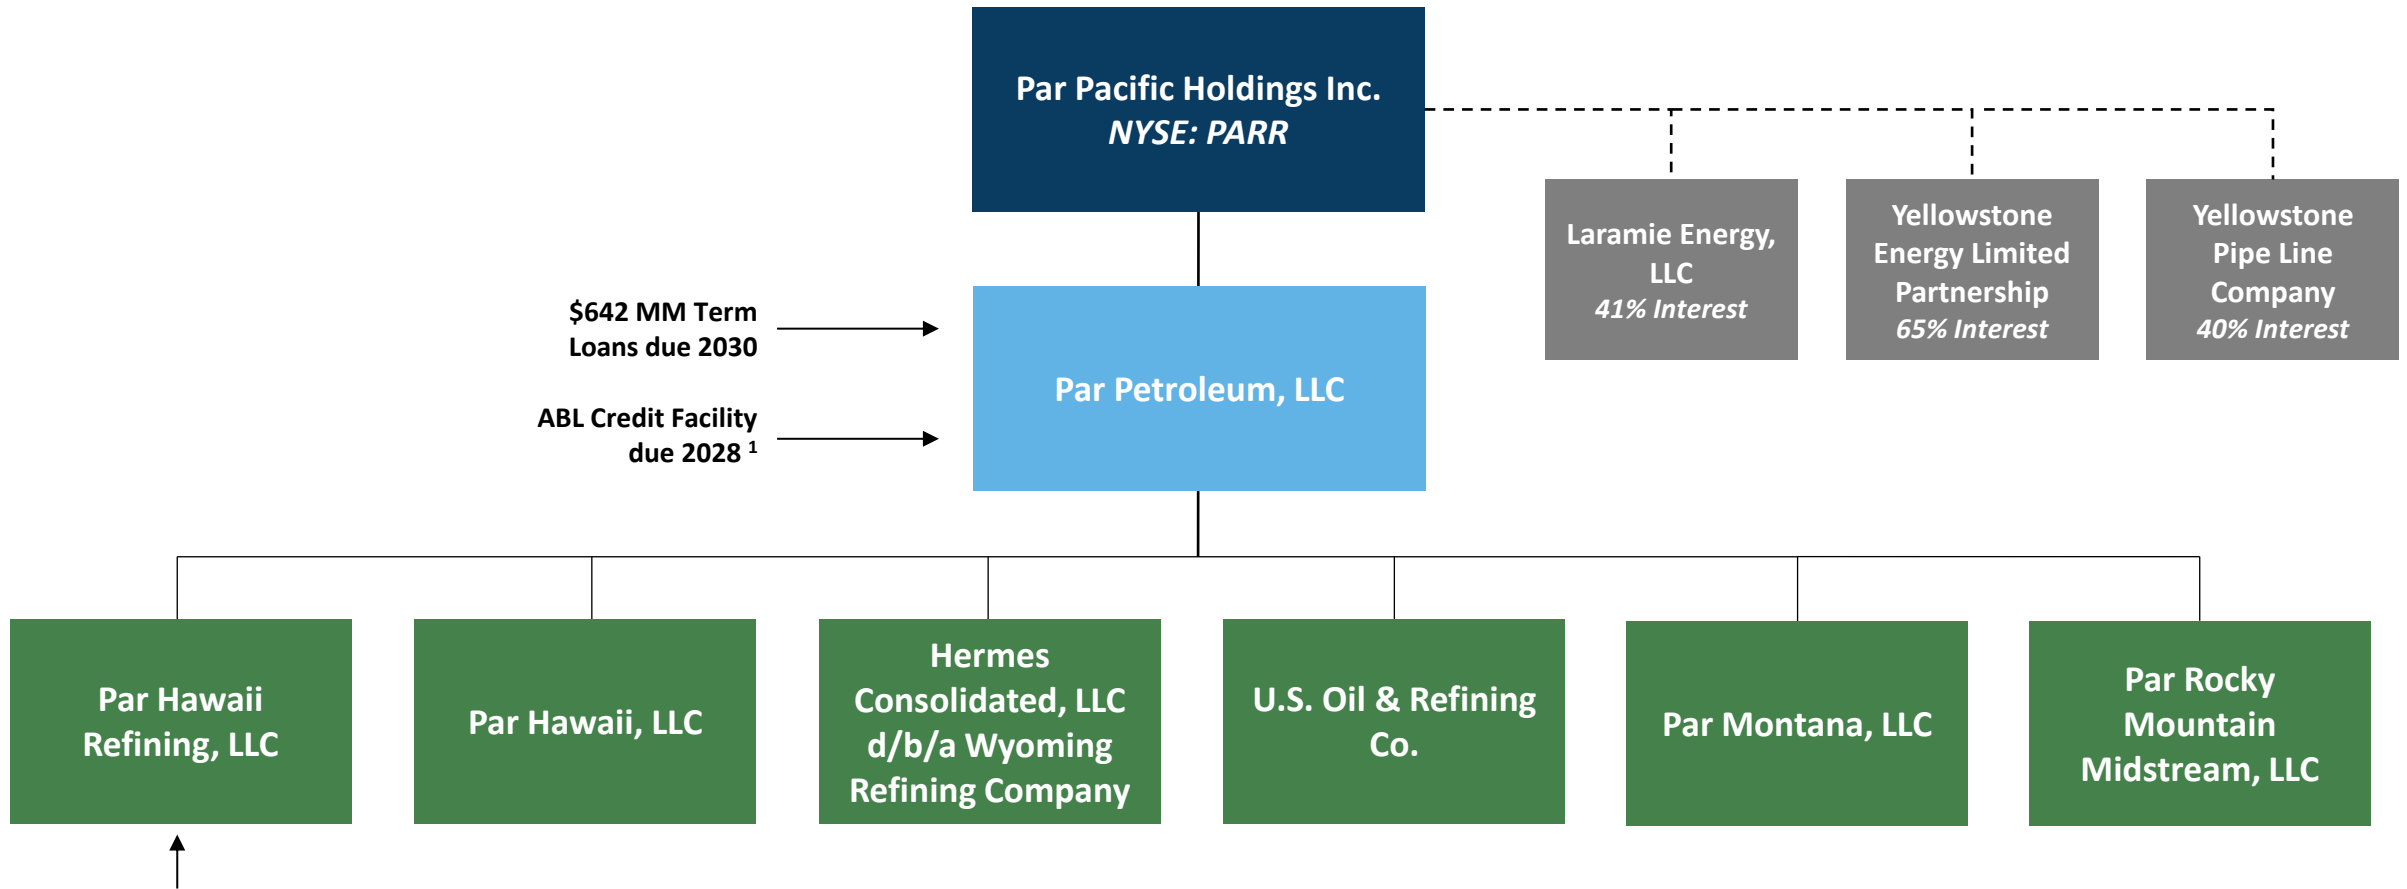 Par Pacific Holdings Inc.
NYSE: PARR
Laramie Energy,
LLC
41% Interest
Yellowstone
Energy Limited
Partnership
65% Interest
Yellowstone
Pipe Line
Company
40% Interest
$642 MM Term
Loans due 2030
ABL Credit Facility
due 2028 ¹
Par Petroleum, LLC
Par Hawaii
Refining, LLC
Par Hawaii, LLC
Hermes
Consolidated, LLC
d/b/a Wyoming
Refining Company
U.S. Oil & Refining
Co.
Par Montana, LLC
Par Rocky
Mountain
Midstream, LLC